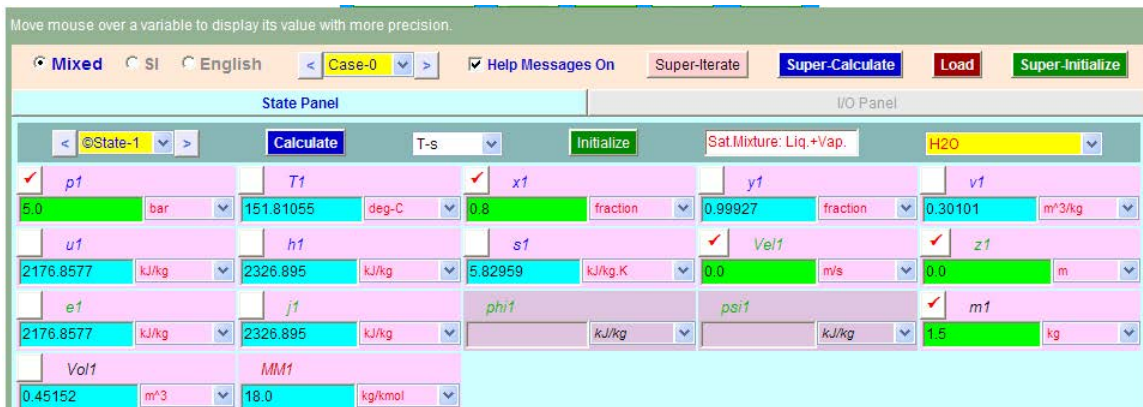 Move mouse over a variable to display its value with more precision.
Mixed SI English < Case-0 > Help Messages On Super-Iterate Super-Calculate Load Super-Initialize
State Panel I/O Panel
< ©State-1 > Calculate T-s Initialize Sat.Mixture: Liq.+Vap. H2O
p1 T1 x1 y1 v1
5.0 bar 151.81055 deg-C 0.8 fraction 0.99927 fraction 0.30101 m^3/kg
u1 h1 s1 Vel1 z1
2176.8577 kJ/kg 2326.895 kJ/kg 5.82959 kJ/kg.K 0.0 m/s 0.0 m
e1 j1 phi1 psi1 m1
2176.8577 kJ/kg 2326.895 kJ/kg kJ/kg kJ/kg 1.5 kg
Vol1 MM1
0.45152 m^3 18.0 kg/kmol